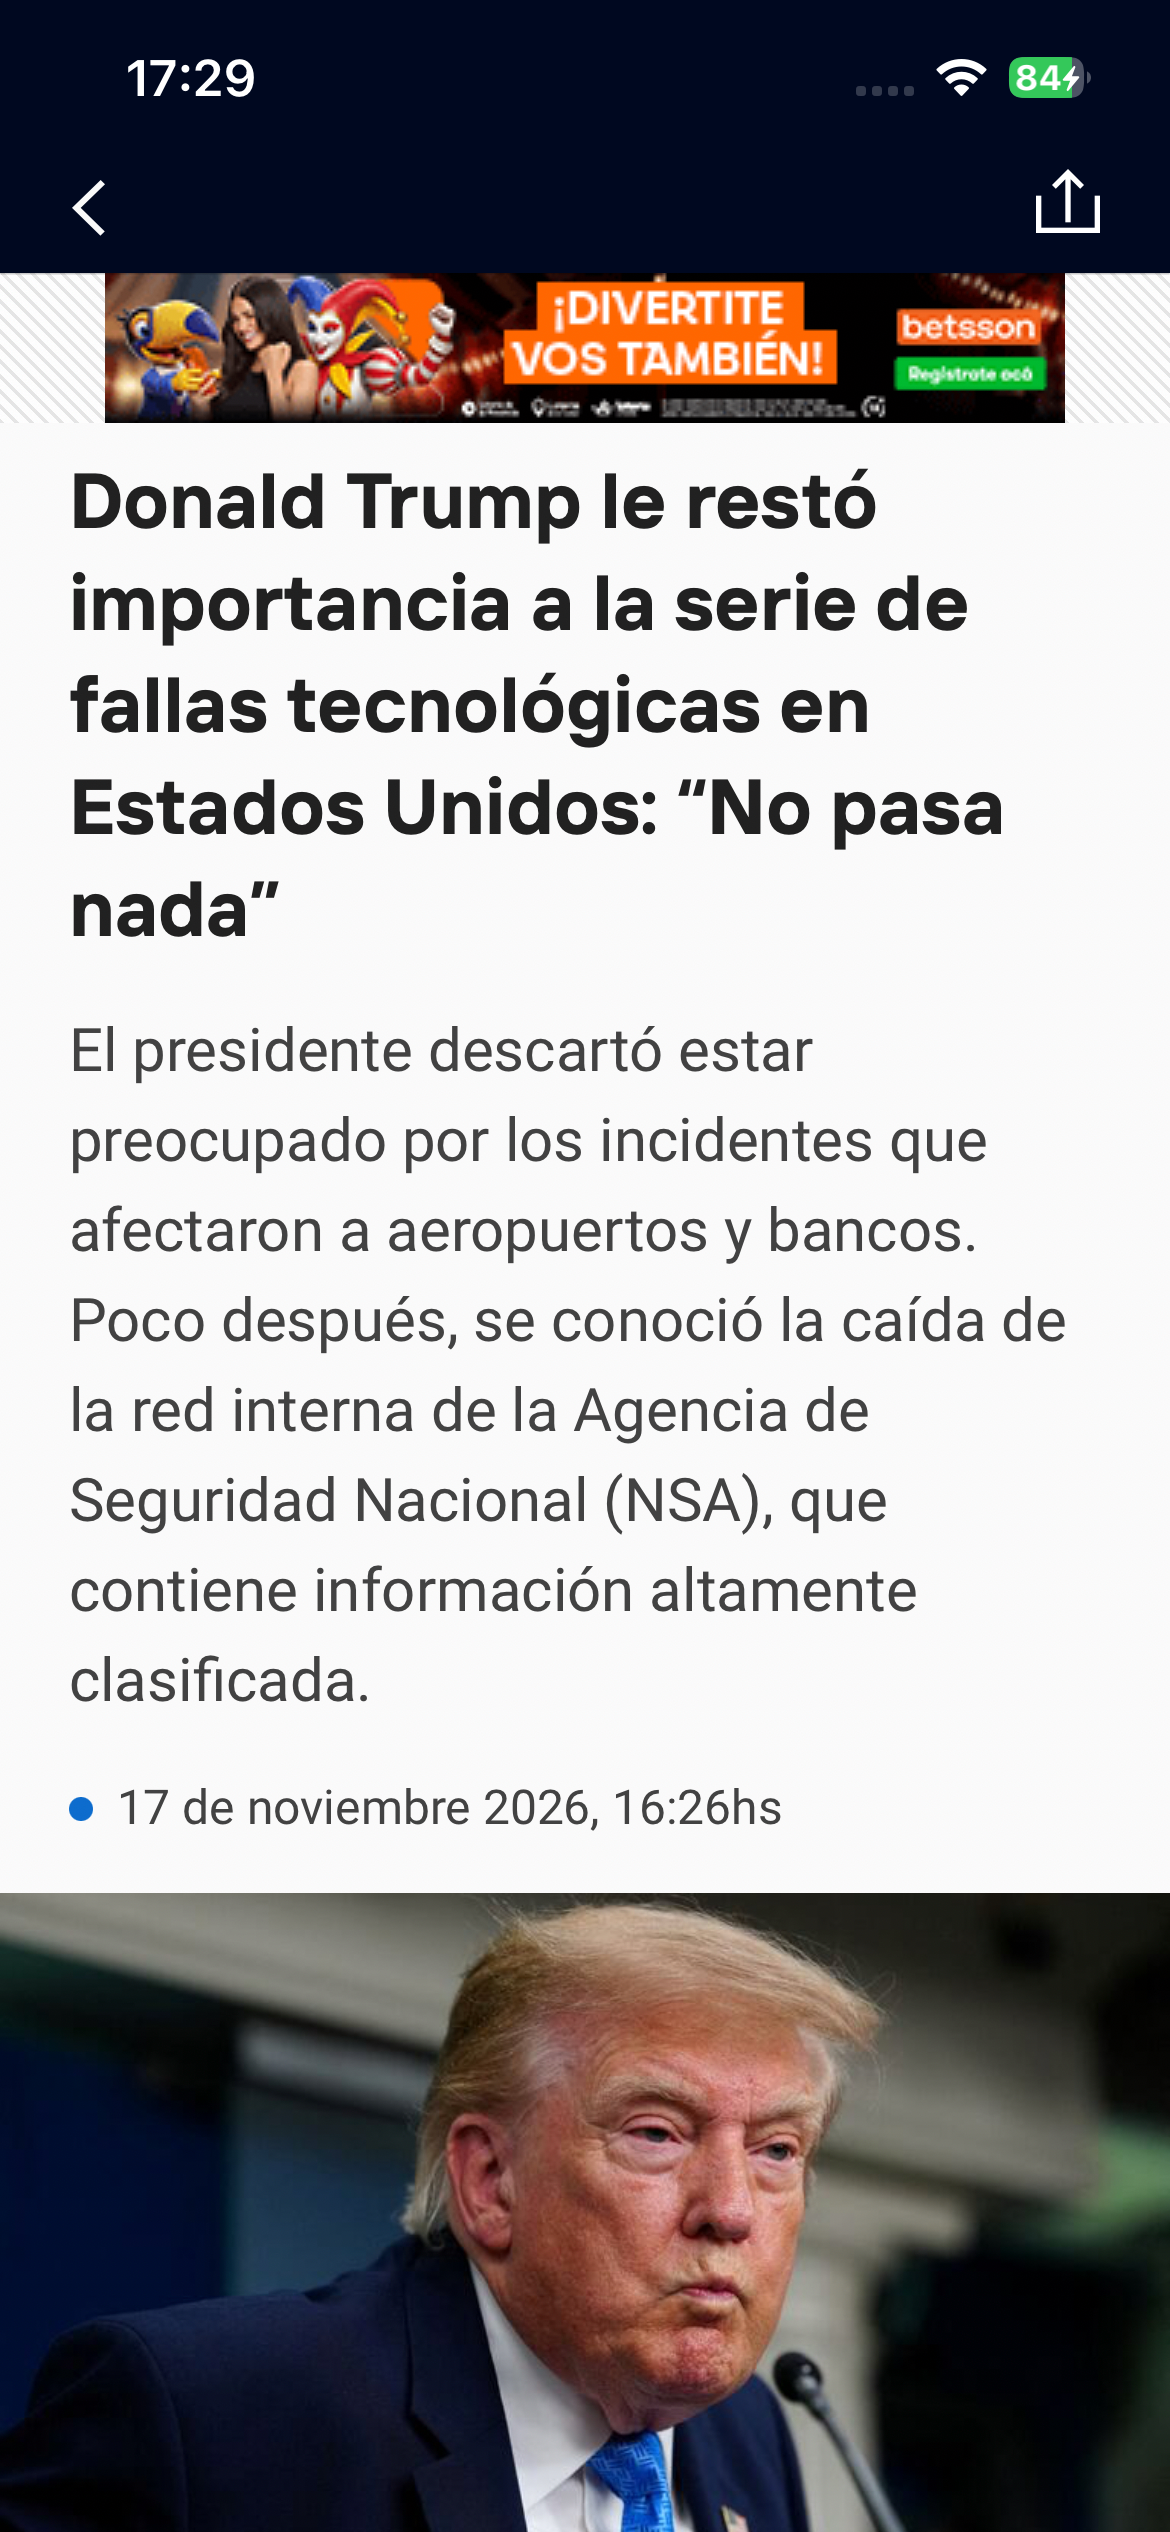 17:29
84
¡DIVERTITE
VOS TAMBIÉN!
betsson
Registrate acá
Donald Trump le restó
importancia a la serie de
fallas tecnológicas en
Estados Unidos: “No pasa
nada”
El presidente descartó estar
preocupado por los incidentes que
afectaron a aeropuertos y bancos.
Poco después, se conoció la caída de
la red interna de la Agencia de
Seguridad Nacional (NSA), que
contiene información altamente
clasificada.
17 de noviembre 2026, 16:26hs